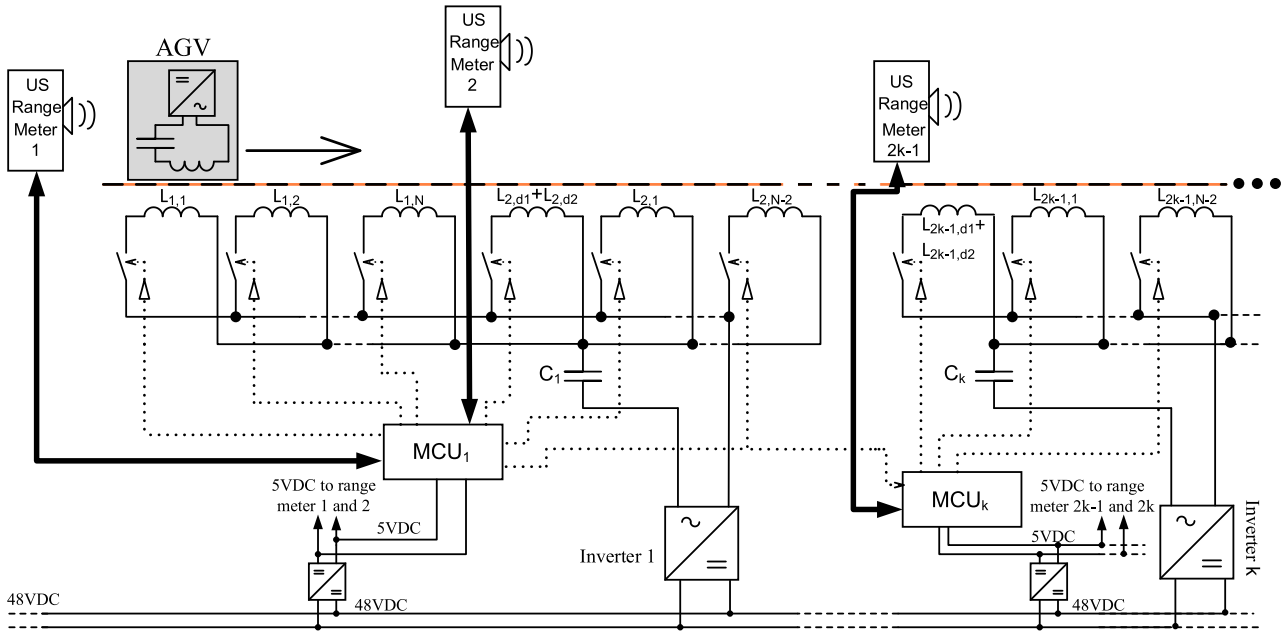 US
Range
Meter
1
AGV
US
Range
Meter
2
US
Range
Meter
2k-1
L1,1
L1,2
L1,N
L2,d1+L2,d2
L2,1
L2,N-2
L2k-1,d1+
L2k-1,d2
L2k-1,1
L2k-1,N-2
C1
Ck
MCU1
MCUk
5VDC to range
meter 1 and 2
5VDC
Inverter 1
5VDC to range
meter 2k-1 and 2k
5VDC
Inverter k
48VDC
48VDC
48VDC